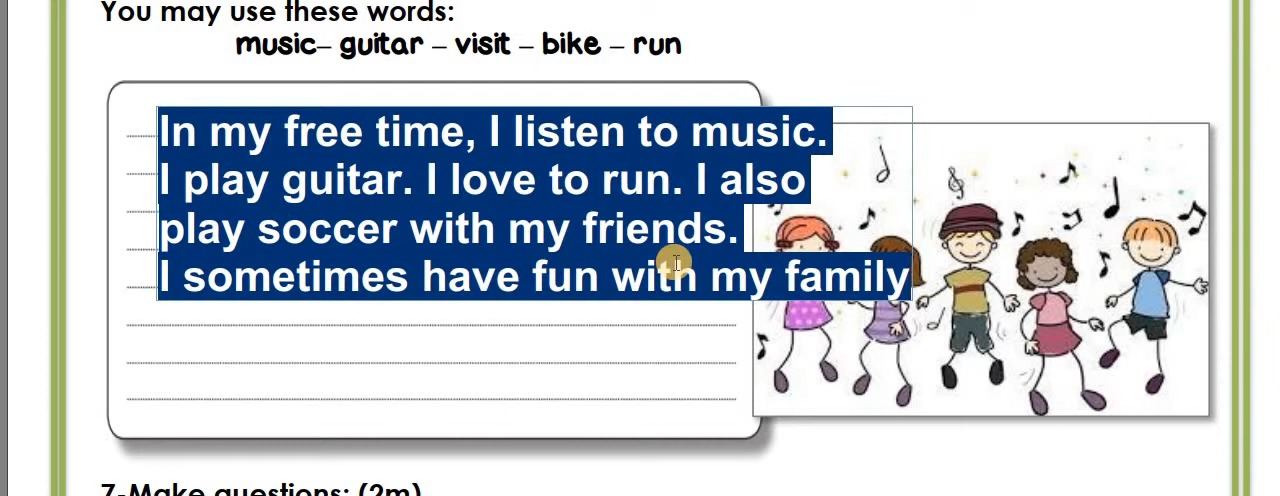 You may use these words:
music– guitar – visit – bike – run
In my free time, I listen to music.
I play guitar. I love to run. I also
play soccer with my friends.
I sometimes have fun with my family
7-Make questions: (2m)